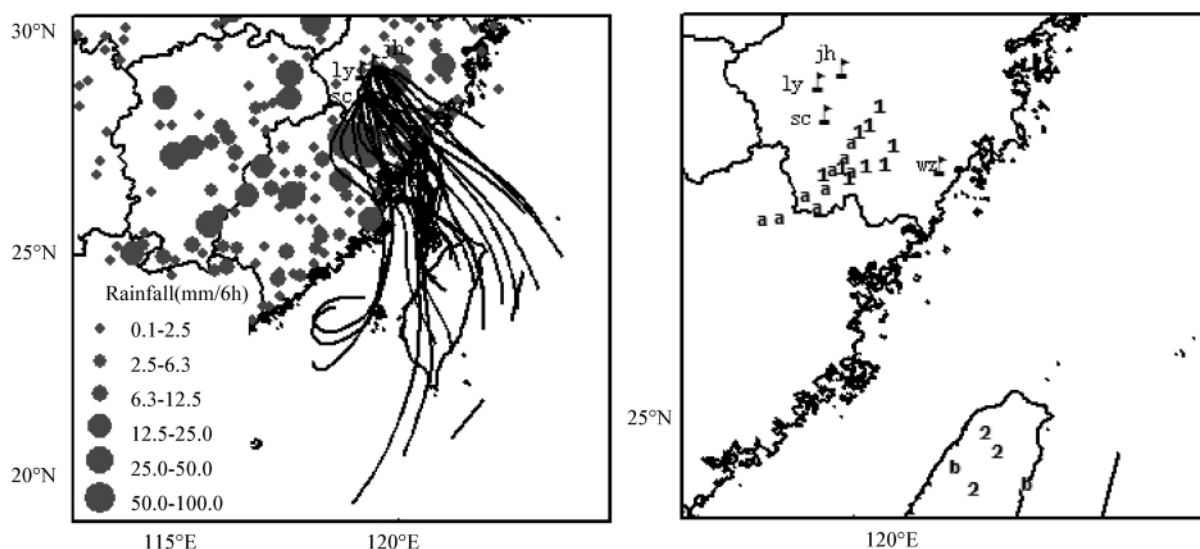 30°N
jh
ly
sc
25°N
Rainfall(mm/6h)
0.1-2.5
2.5-6.3
6.3-12.5
12.5-25.0
25.0-50.0
50.0-100.0
20°N
115°E
120°E
jh
ly
sc
1
1
1
a
1
wz
a
1
1
a
1
a
1
1
a
a
a
a
a
25°N
2
2
b
b
2
120°E